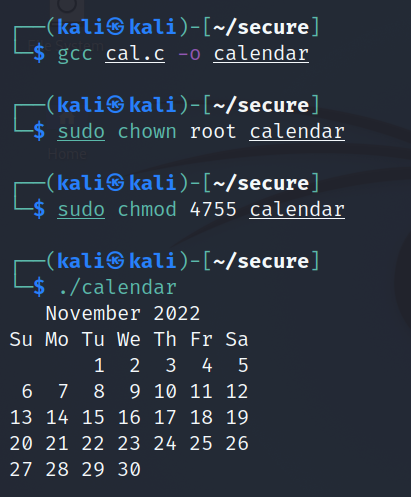 ┌──(kali㉿kali)-[~/secure]
└─$ gcc cal.c -o calendar
┌──(kali㉿kali)-[~/secure]
└─$ sudo chown root calendar
Home
┌──(kali㉿kali)-[~/secure]
└─$ sudo chmod 4755 calendar
┌──(kali㉿kali)-[~/secure]
└─$ ./calendar
   November 2022
Su Mo Tu We Th Fr Sa
       1  2  3  4  5
 6  7  8  9 10 11 12
13 14 15 16 17 18 19
20 21 22 23 24 25 26
27 28 29 30